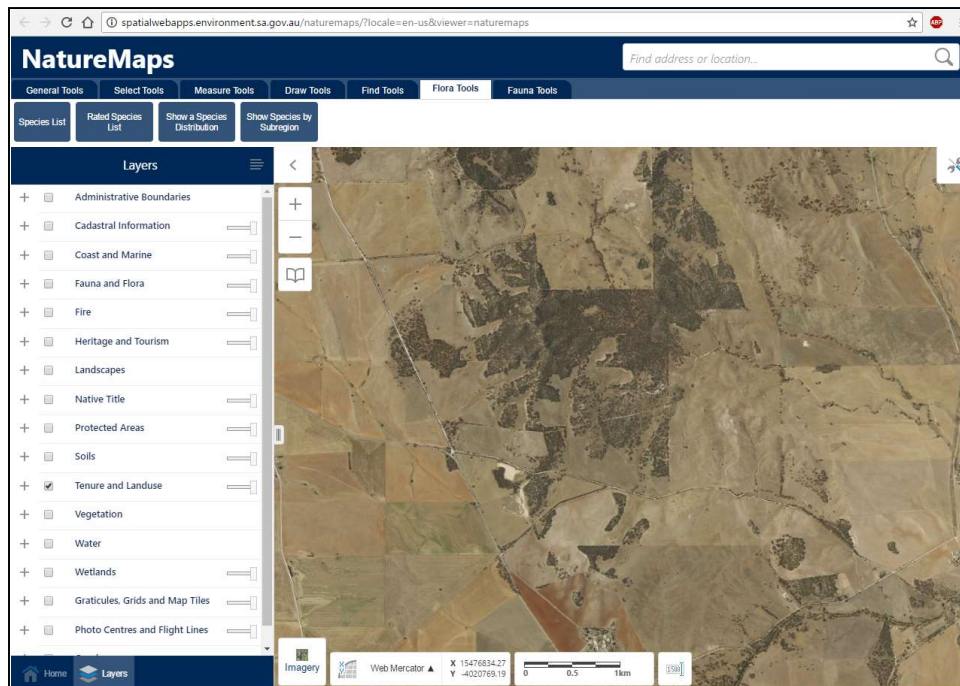 spatialwebapps.environment.sa.gov.au/naturemaps/?locale=en-us&viewer=naturemaps
ABP
NatureMaps
Find address or location...
General Tools Select Tools Measure Tools Draw Tools Find Tools Flora Tools Fauna Tools
Species List Rated Species List Show a Species Distribution Show Species by Subregion
Layers
Administrative Boundaries
Cadastral Information
Coast and Marine
Fauna and Flora
Fire
Heritage and Tourism
Landscapes
Native Title
Protected Areas
Soils
Tenure and Landuse
Vegetation
Water
Wetlands
Graticules, Grids and Map Tiles
Photo Centres and Flight Lines
Home Layers
Imagery
Web Mercator ▲
X 15476834.27
Y -4020769.19
0 0.5 1km